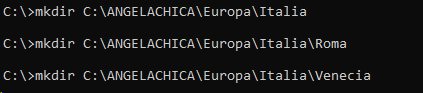 C:\>mkdir C:\ANGELACHICA\Europa\Italia
C:\>mkdir C:\ANGELACHICA\Europa\Italia\Roma
C:\>mkdir C:\ANGELACHICA\Europa\Italia\Venecia